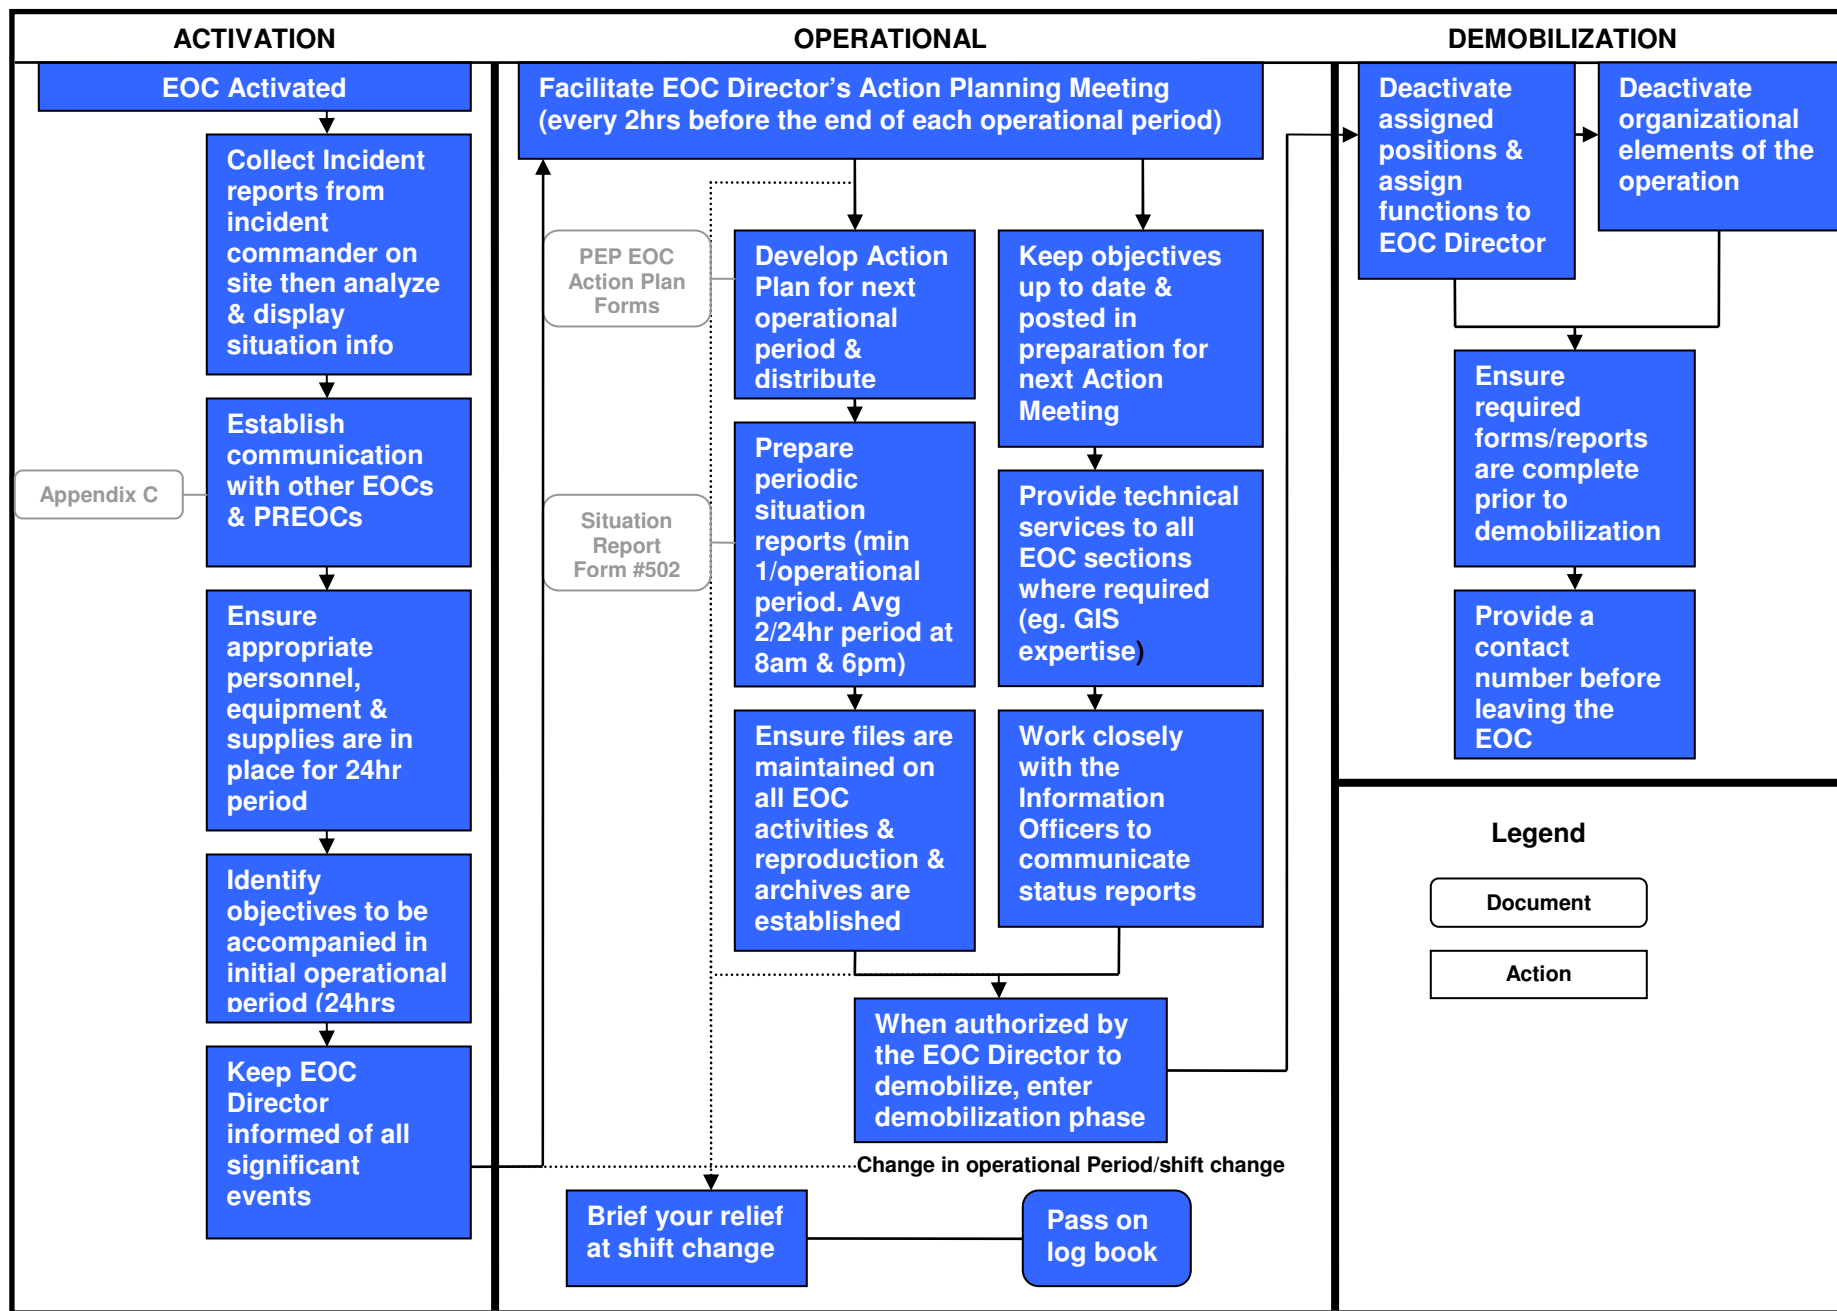 ACTIVATION
EOC Activated
Collect Incident
reports from
incident
commander on
site then analyze
& display
situation info
Establish
communication
with other EOCs
& PREOCs
Appendix C
Ensure
appropriate
personnel,
equipment &
supplies are in
place for 24hr
period
Identify
objectives to be
accompanied in
initial operational
period (24hrs
Keep EOC
Director
informed of all
significant
events
OPERATIONAL
Facilitate EOC Director's Action Planning Meeting
(every 2hrs before the end of each operational period)
PEP EOC
Action Plan
Forms
Develop Action
Plan for next
operational
period &
distribute
Situation
Report
Form #502
Prepare
periodic
situation
reports (min
1/operational
period. Avg
2/24hr period at
8am & 6pm)
Ensure files are
maintained on
all EOC
activities &
reproduction &
archives are
established
Keep objectives
up to date &
posted in
preparation for
next Action
Meeting
Provide technical
services to all
EOC sections
where required
(eg. GIS
expertise)
Work closely
with the
Information
Officers to
communicate
status reports
When authorized by
the EOC Director to
demobilize, enter
demobilization phase
Change in operational Period/shift change
Brief your relief
at shift change
Pass on
log book
DEMOBILIZATION
Deactivate
assigned
positions &
assign
functions to
EOC Director
Deactivate
organizational
elements of the
operation
Ensure
required
forms/reports
are complete
prior to
demobilization
Provide a
contact
number before
leaving the
EOC
Legend
Document
Action